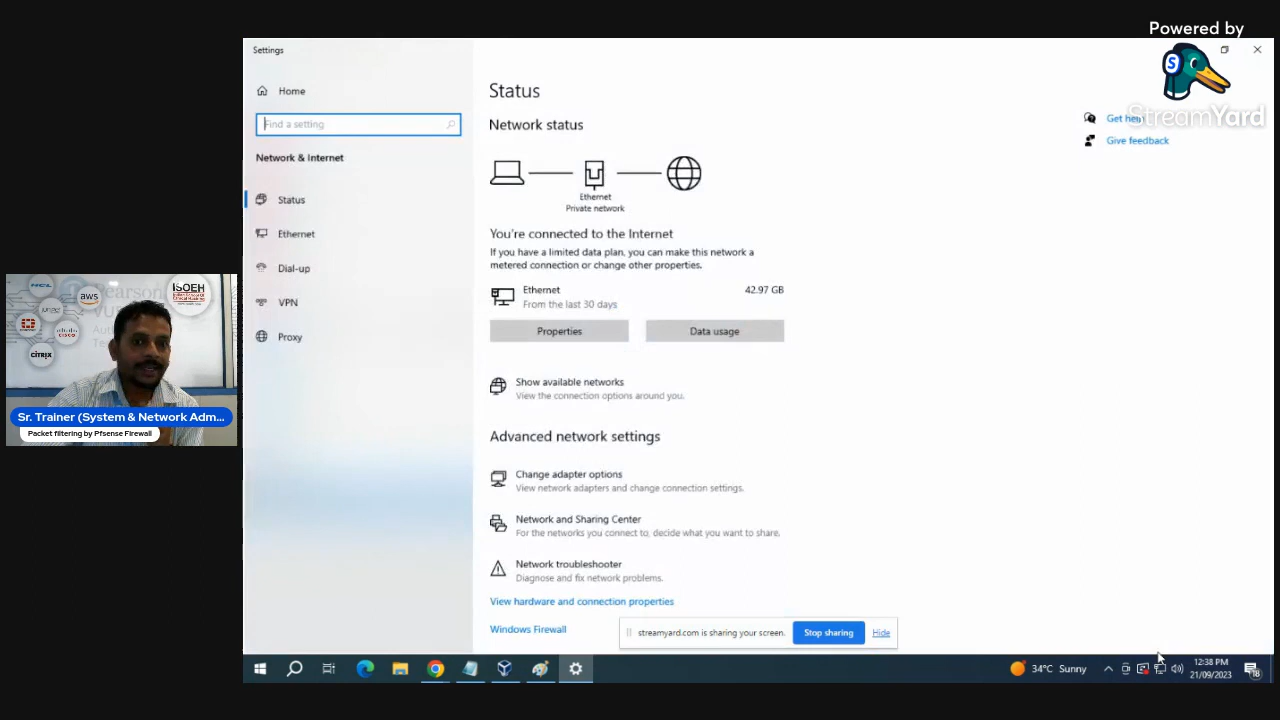 Powered by
StreamYard
Settings
Home
Find a setting
Network & Internet
Status
Ethernet
Dial-up
VPN
Proxy
Status
Network status
Ethernet
Private network
You're connected to the Internet
If you have a limited data plan, you can make this network a
metered connection or change other properties.
Ethernet
From the last 30 days
42.97 GB
Properties
Data usage
Show available networks
View the connection options around you.
Advanced network settings
Change adapter options
View network adapters and change connection settings.
Network and Sharing Center
For the networks you connect to, decide what you want to share.
Network troubleshooter
Diagnose and fix network problems.
View hardware and connection properties
Windows Firewall
Get help
Give feedback
streamyard.com is sharing your screen.
Stop sharing
Hide
34°C Sunny
12:38 PM
21/09/2023
18
aws
ISOEH
CISCO
CITRIX
Sr. Trainer (System & Network Adm...
Packet filtering by Pfsense Firewall